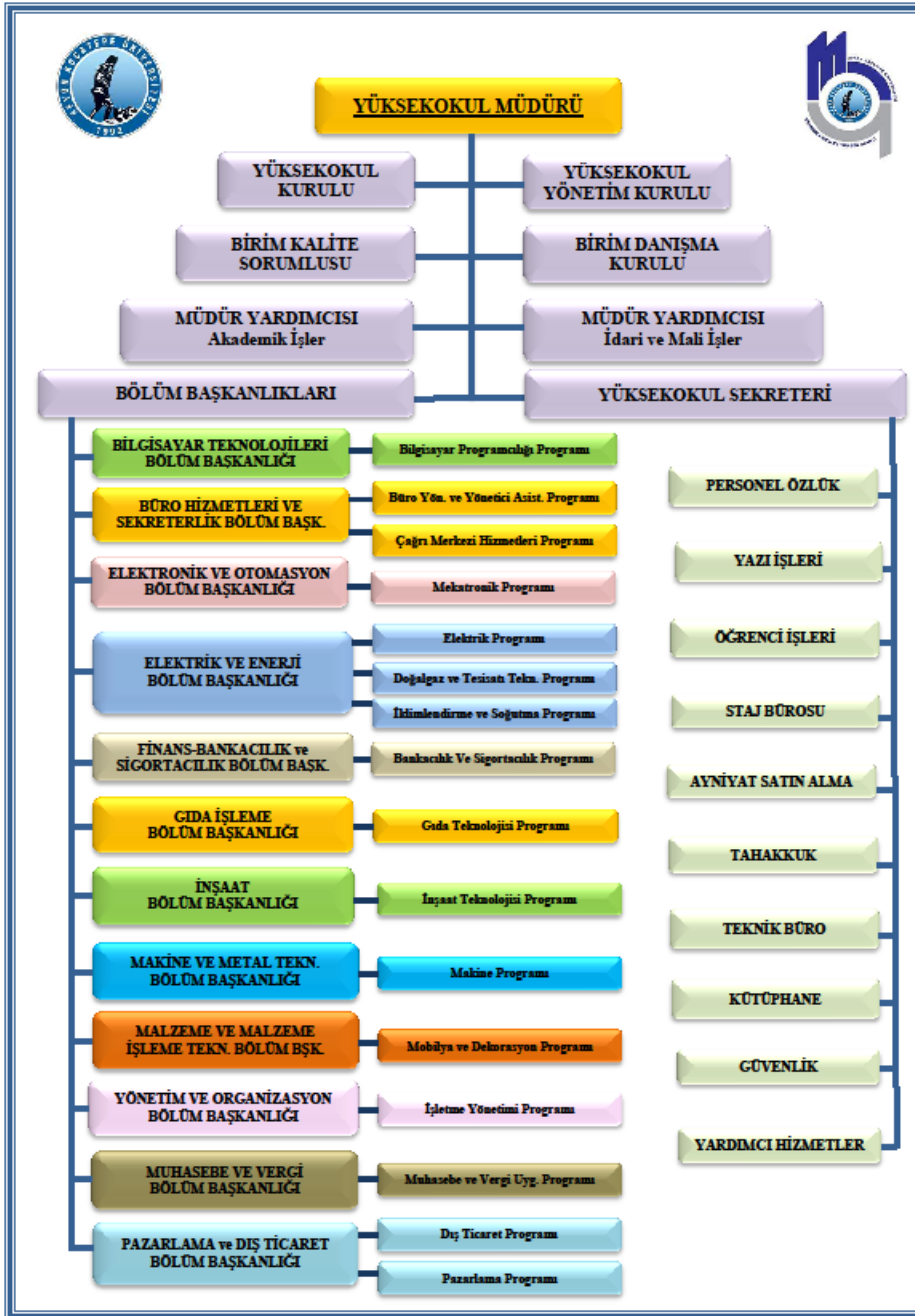 AFYON KOCATEPE ÜNİVERSİTESİ
1992
YÜKSEKOKUL MÜDÜRÜ
YÜKSEKOKUL
KURULU
YÜKSEKOKUL
YÖNETİM KURULU
BİRİM KALİTE
SORUMLUSU
BİRİM DANIŞMA
KURULU
MÜDÜR YARDIMCISI
Akademik İşler
MÜDÜR YARDIMCISI
İdari ve Mali İşler
BÖLÜM BAŞKANLIKLARI
YÜKSEKOKUL SEKRETERİ
BİLGİSAYAR TEKNOLOJİLERİ
BÖLÜM BAŞKANLIĞI
Bilgisayar Programcılığı Programı
BÜRO HİZMETLERİ VE
SEKRETERLİK BÖLÜM BAŞK.
Büro Yön. ve Yönetici Asist. Programı
Çağrı Merkezi Hizmetleri Programı
ELEKTRONİK VE OTOMASYON
BÖLÜM BAŞKANLIĞI
Mekatronik Programı
ELEKTRİK VE ENERJİ
BÖLÜM BAŞKANLIĞI
Elektrik Programı
Doğalgaz ve Tesisatı Tekn. Programı
İklimlendirme ve Soğutma Programı
FİNANS-BANKACILIK ve
SİGORTACILIK BÖLÜM BAŞK.
Bankacılık Ve Sigortacılık Programı
GIDA İŞLEME
BÖLÜM BAŞKANLIĞI
Gıda Teknolojisi Programı
İNŞAAT
BÖLÜM BAŞKANLIĞI
İnşaat Teknolojisi Programı
MAKİNE VE METAL TEKN.
BÖLÜM BAŞKANLIĞI
Makine Programı
MALZEME VE MALZEME
İŞLEME TEKN. BÖLÜM BŞK.
Mobilya ve Dekorasyon Programı
YÖNETİM VE ORGANİZASYON
BÖLÜM BAŞKANLIĞI
İşletme Yönetimi Programı
MUHASEBE VE VERGİ
BÖLÜM BAŞKANLIĞI
Muhasebe ve Vergi Uyg. Programı
PAZARLAMA ve DIŞ TİCARET
BÖLÜM BAŞKANLIĞI
Dış Ticaret Programı
Pazarlama Programı
PERSONEL ÖZLÜK
YAZI İŞLERİ
ÖĞRENCİ İŞLERİ
STAJ BÜROSU
AYNİYAT SATIN ALMA
TAHAKKUK
TEKNİK BÜRO
KÜTÜPHANE
GÜVENLİK
YARDIMCI HİZMETLER